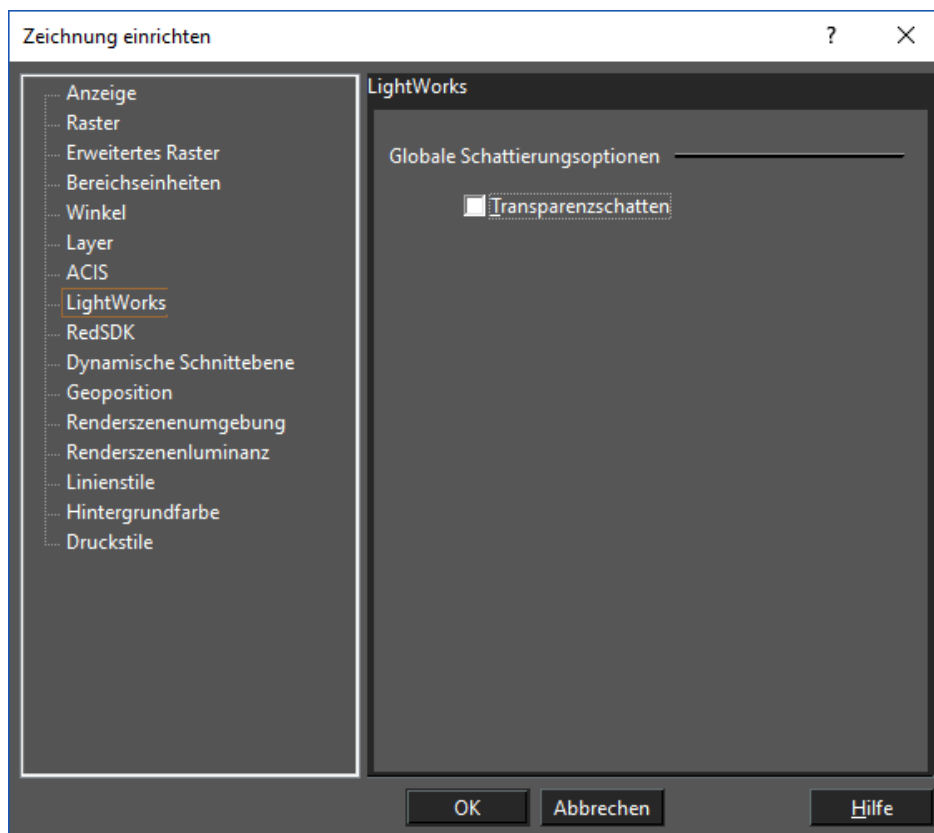 Zeichnung einrichten
?
Anzeige
Raster
Erweitertes Raster
Bereichseinheiten
Winkel
Layer
ACIS
LightWorks
RedSDK
Dynamische Schnittebene
Geoposition
Renderszenenumgebung
Renderszenenluminanz
Linienstile
Hintergrundfarbe
Druckstile
LightWorks
Globale Schattierungsoptionen
Transparenzschatten
OK
Abbrechen
Hilfe